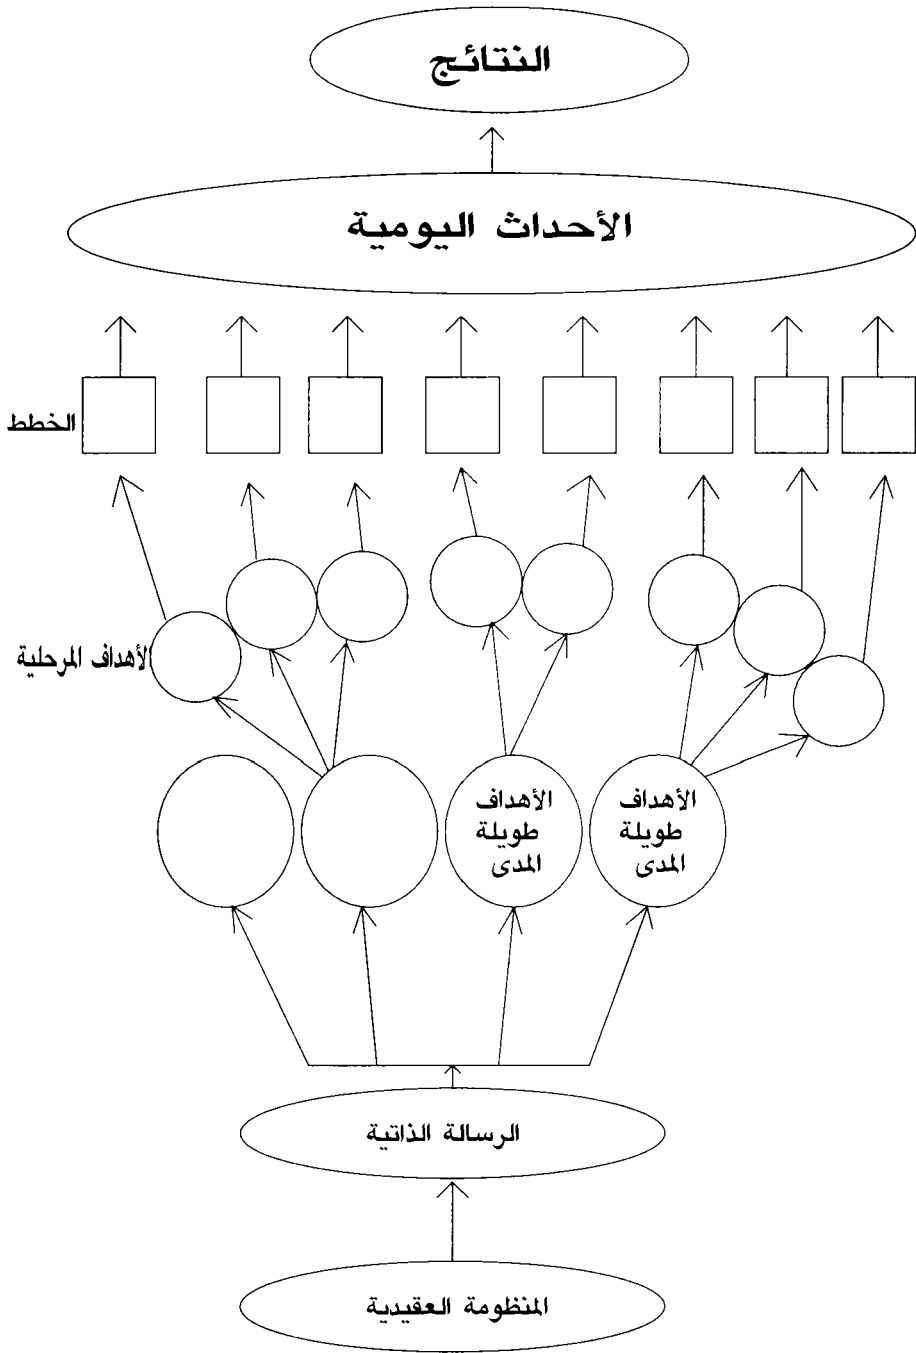 النتائج
الأحداث اليومية
الخطط
الأهداف المرحلية
الأهداف
طويلة
المدى
الأهداف
طويلة
المدى
الرسالة الذاتية
المنظومة العقيدية